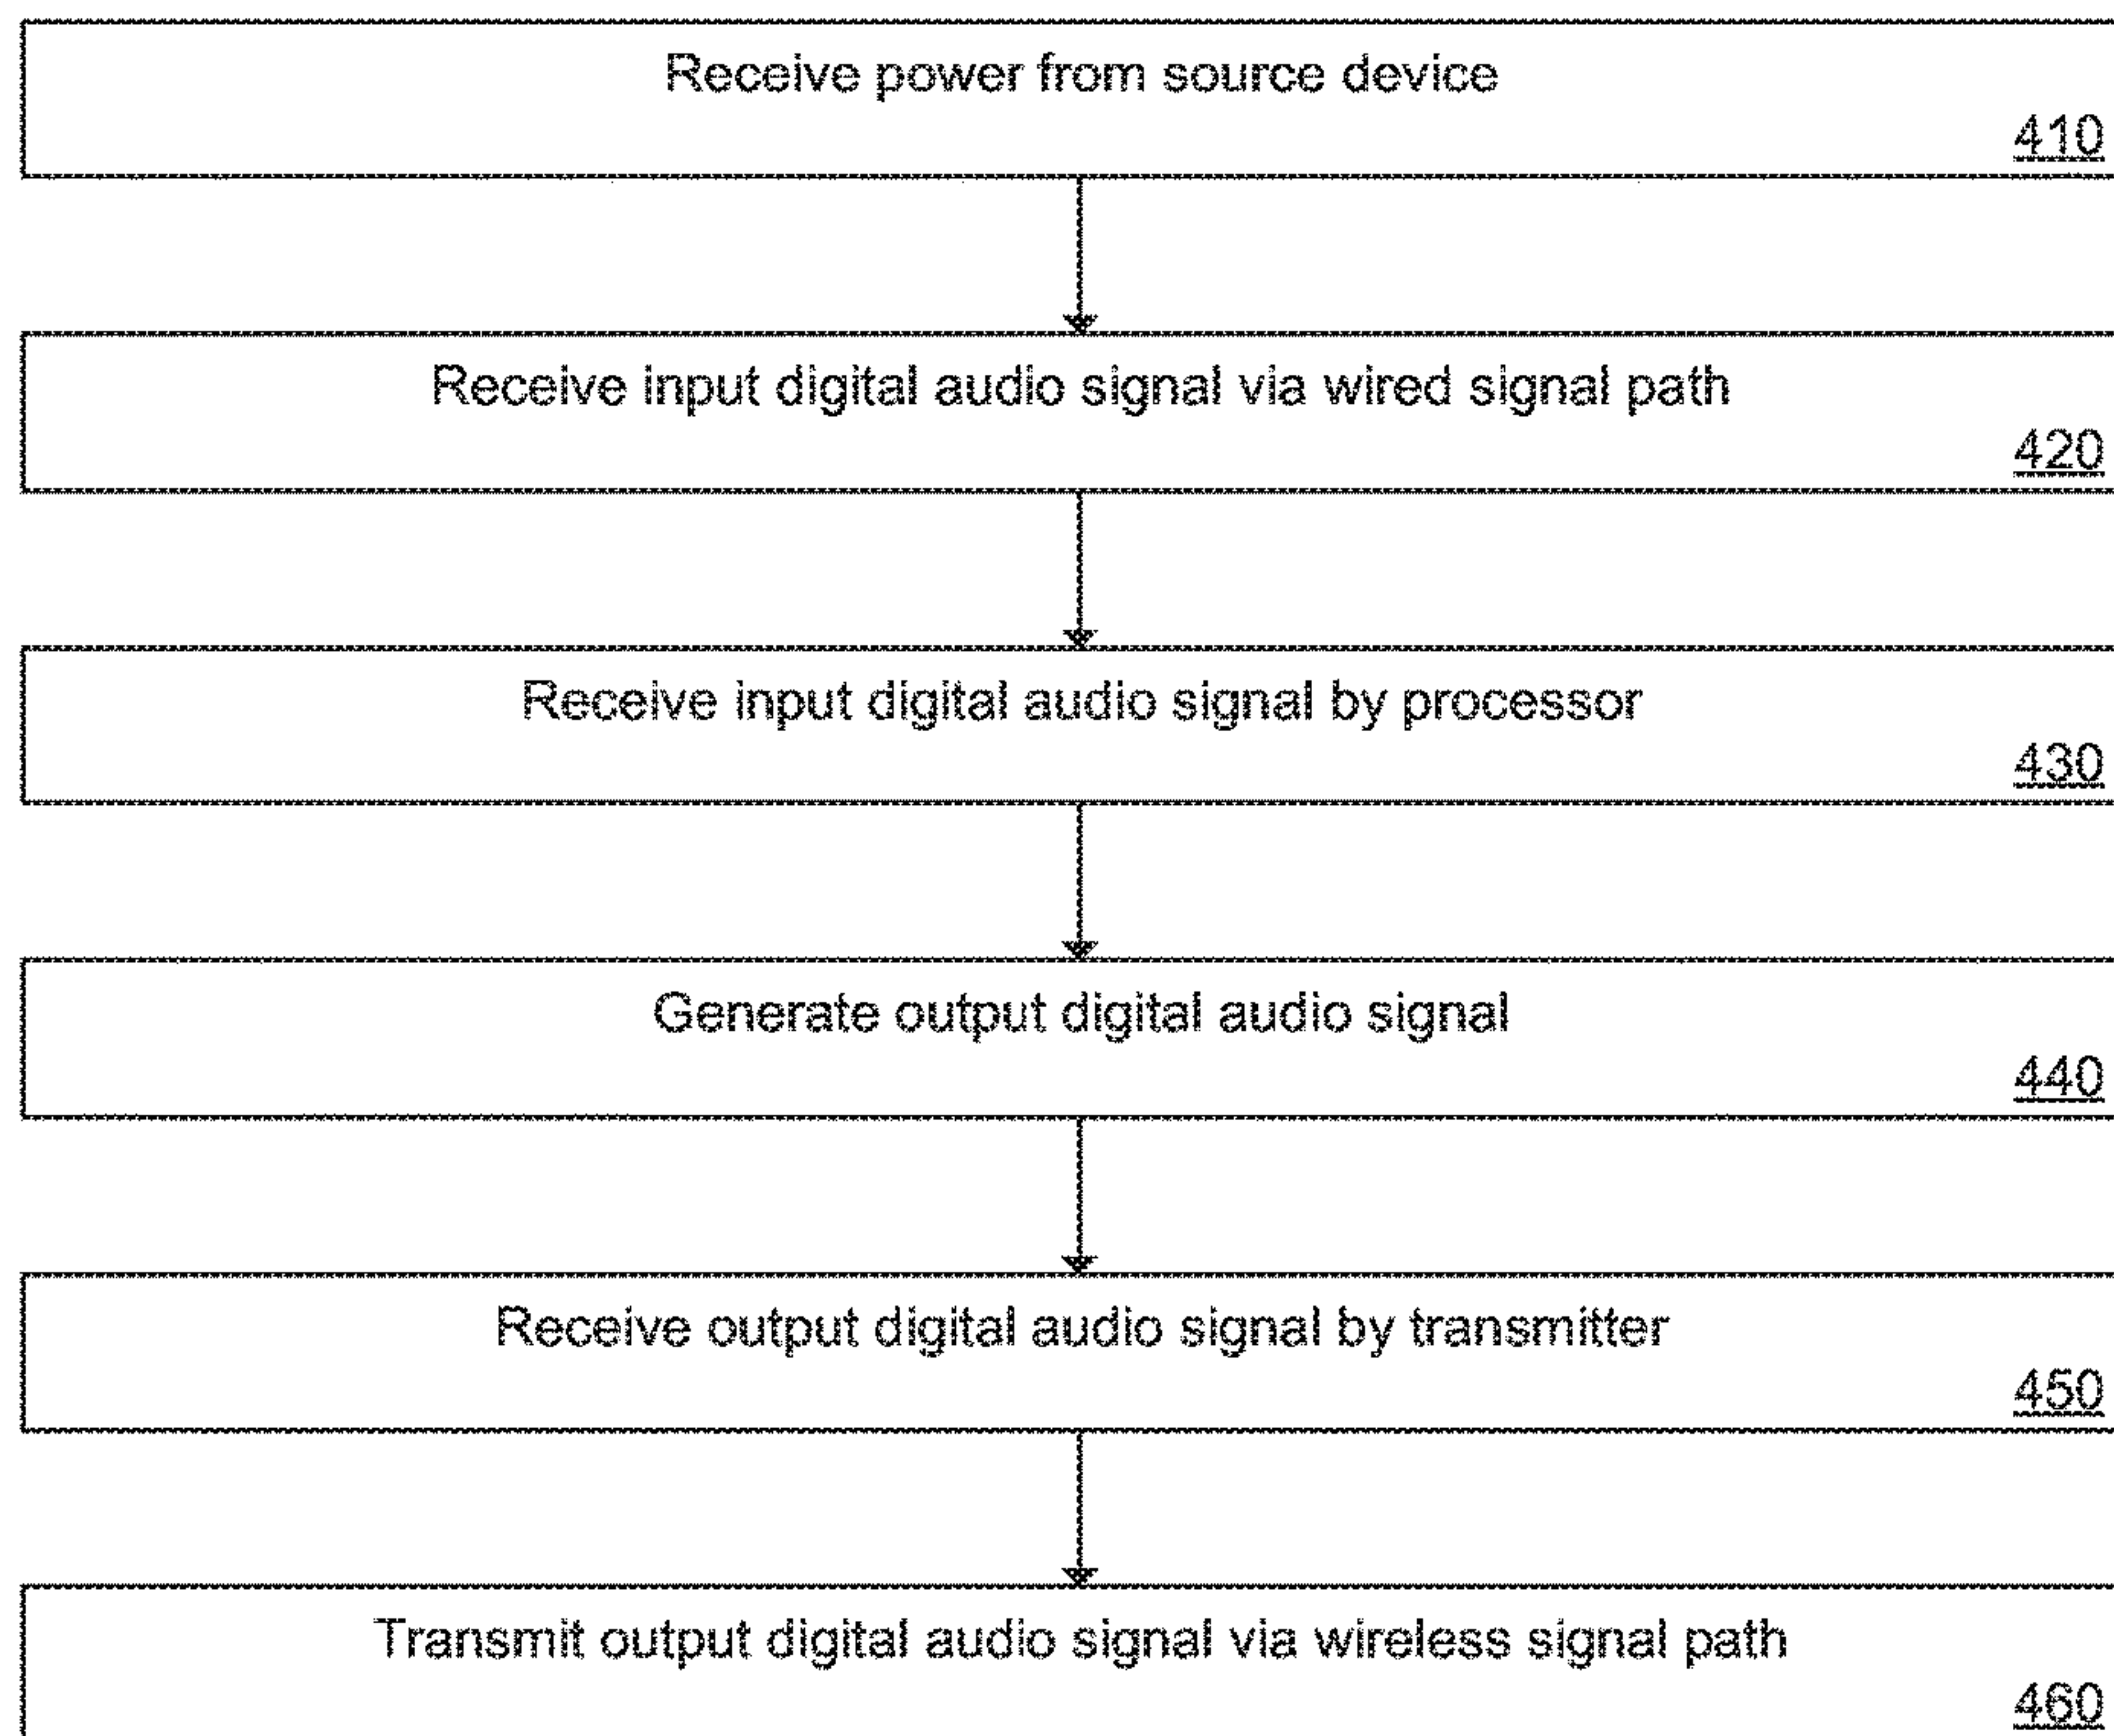 Receive power from source device
410
Receive input digital audio signal via wired signal path
420
Receive input digital audio signal by processor
430
Generate output digital audio signal
440
Receive output digital audio signal by transmitter
450
Transmit output digital audio signal via wireless signal path
460